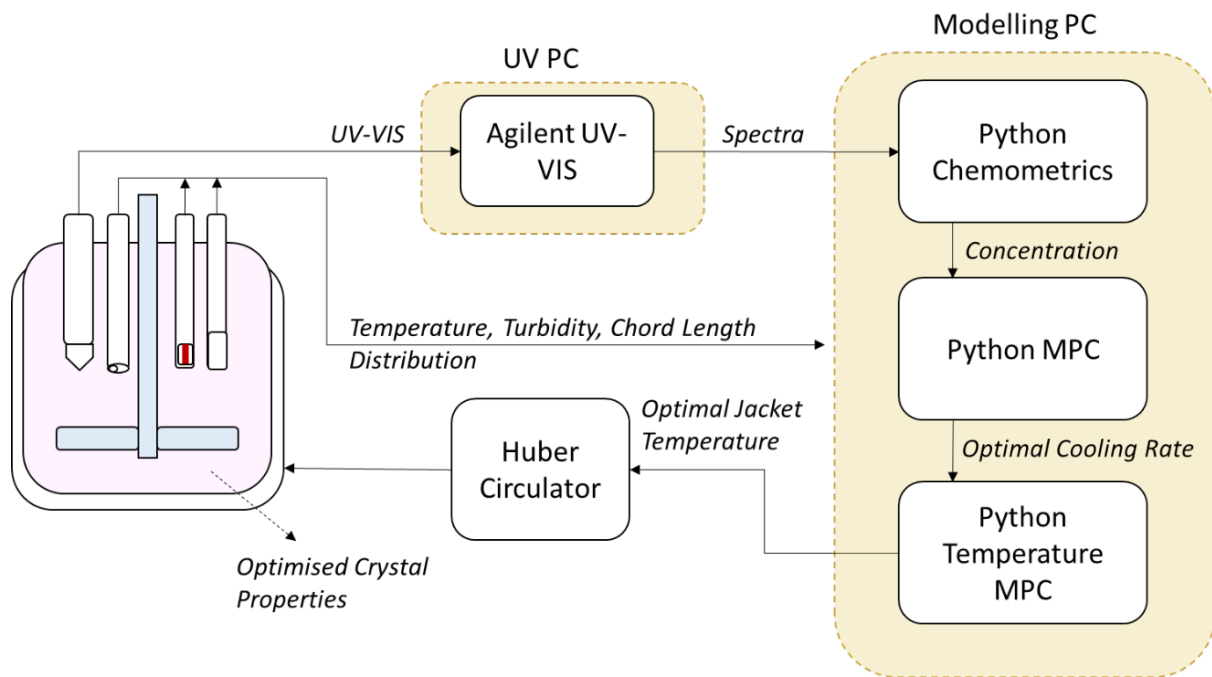 Modelling PC
UV PC
UV-VIS
Agilent UV-
VIS
Spectra
Python
Chemometrics
Concentration
Temperature, Turbidity, Chord Length
Distribution
Python MPC
Optimal Jacket
Temperature
Optimal Cooling Rate
Huber
Circulator
Python
Temperature
MPC
Optimised Crystal
Properties